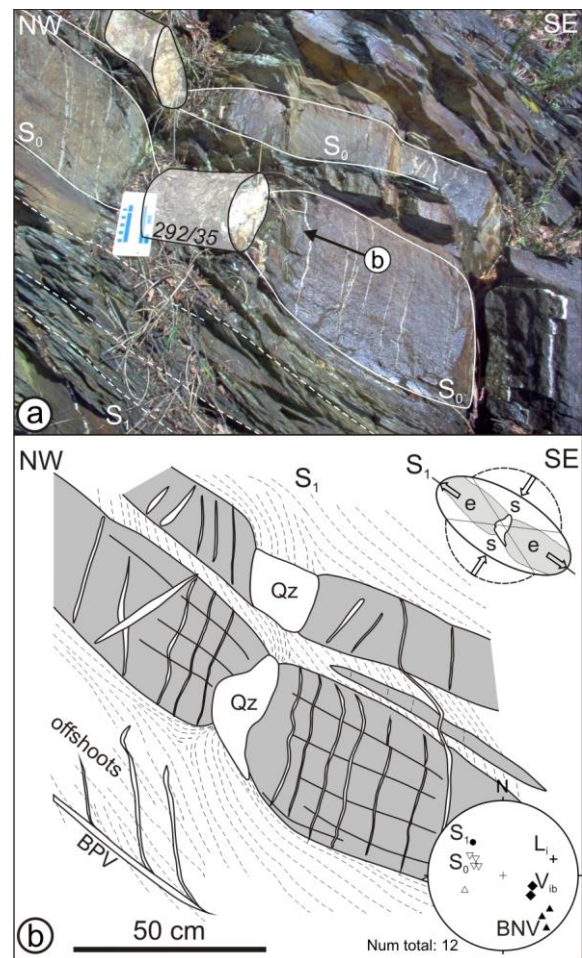 NW
SE
S0
S0
292/35
b
S0
S1
a
NW
S1
SE
S1
e
s
s
e
Qz
Qz
offshoots
BPV
N
S1
S0
Li
Vib
BNV
b
50 cm
Num total: 12